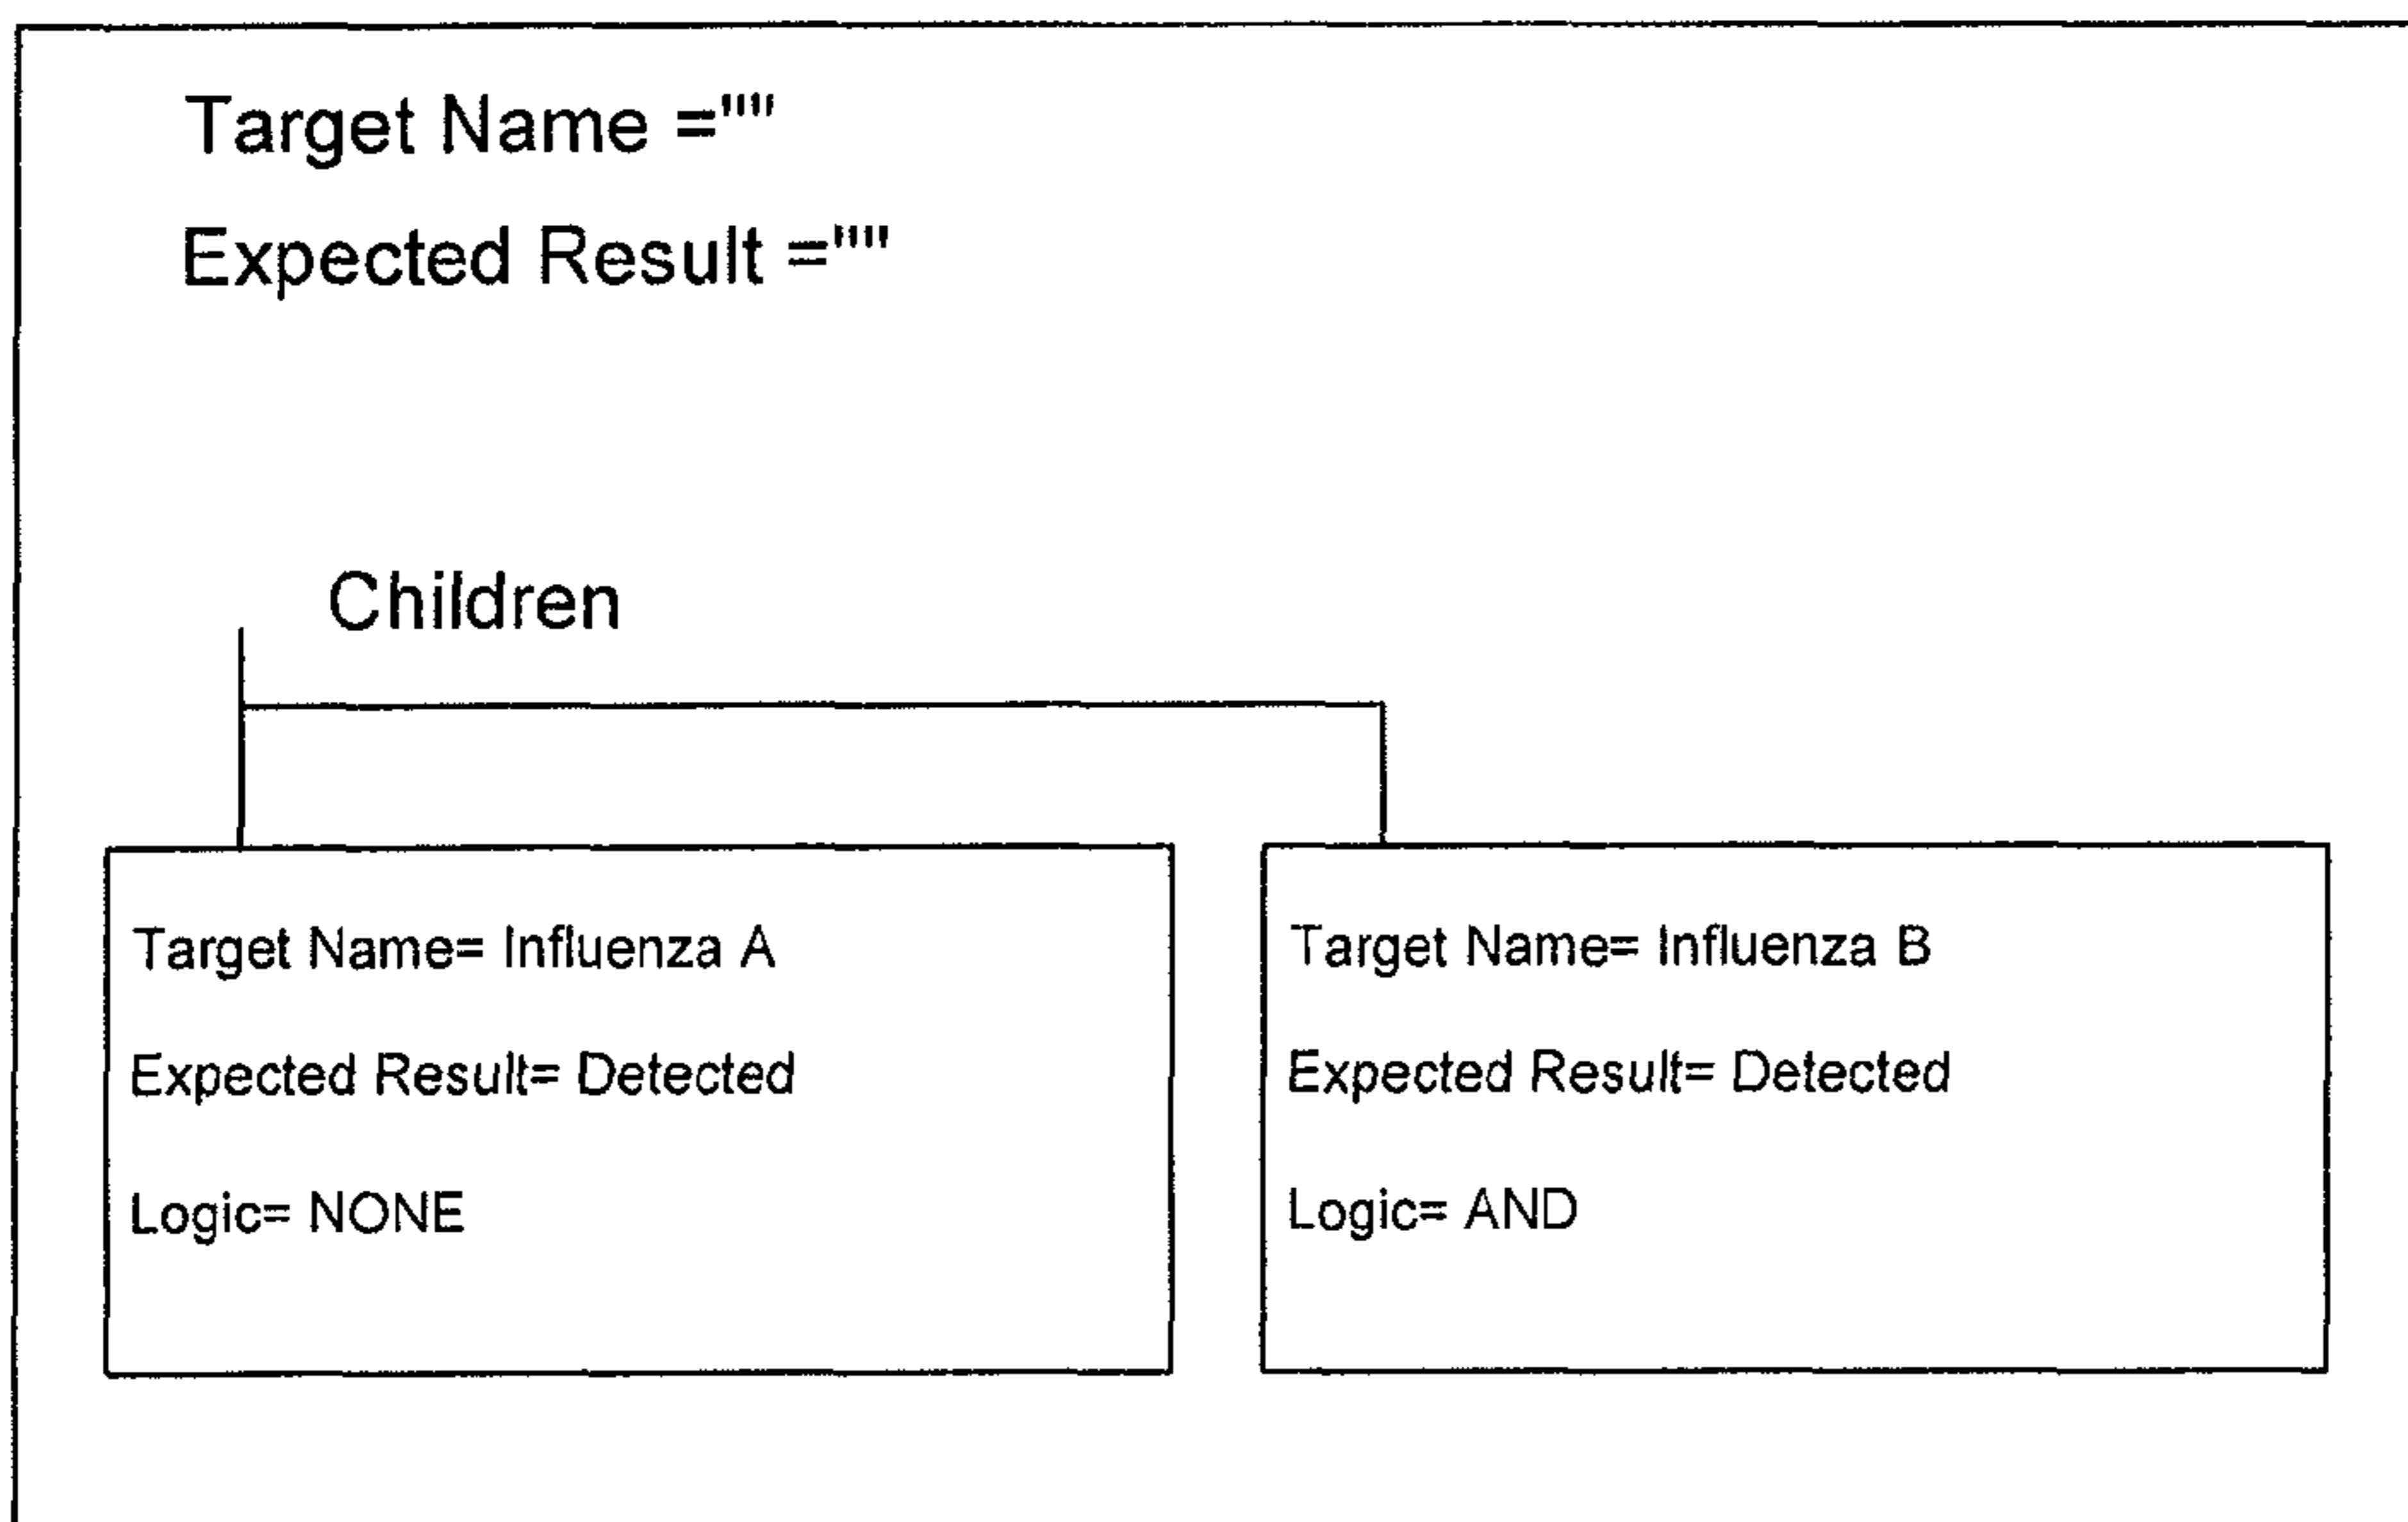 Target Name =""
Expected Result =""
Children
Target Name= Influenza A
Expected Result= Detected
Logic= NONE
Target Name= Influenza B
Expected Result= Detected
Logic= AND